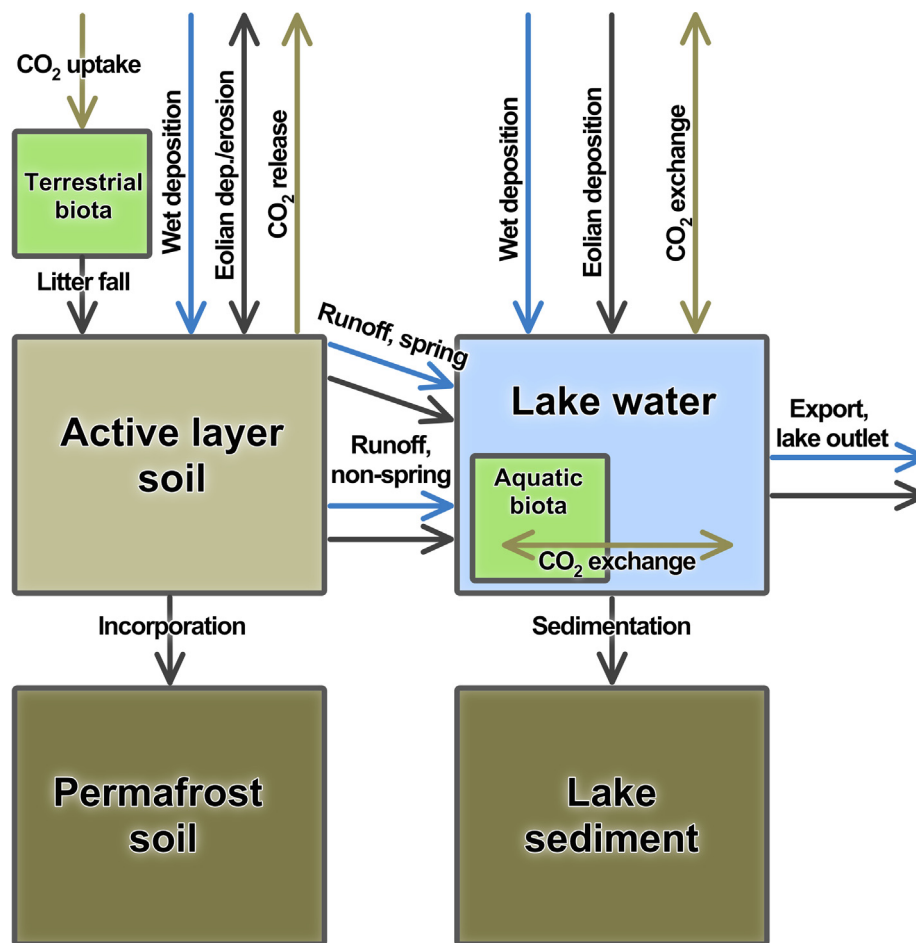 CO₂ uptake
Terrestrial
biota
Litter fall
Wet deposition
Eolian dep./erosion
CO₂ release
Wet deposition
Eolian deposition
CO₂ exchange
Runoff, spring
Active layer
soil
Runoff,
non-spring
Lake water
Aquatic
biota
CO₂ exchange
Export,
lake outlet
Incorporation
Sedimentation
Permafrost
soil
Lake
sediment